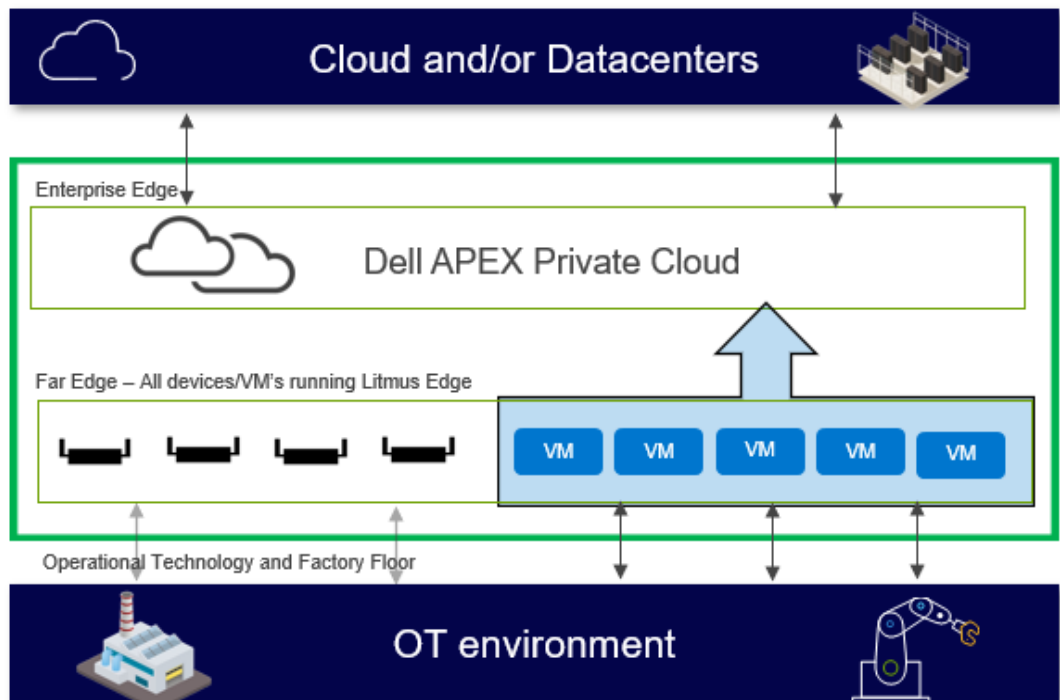 Cloud and/or Datacenters
Enterprise Edge
Dell APEX Private Cloud
Far Edge – All devices/VM's running Litmus Edge
VM VM VM VM VM
Operational Technology and Factory Floor
OT environment